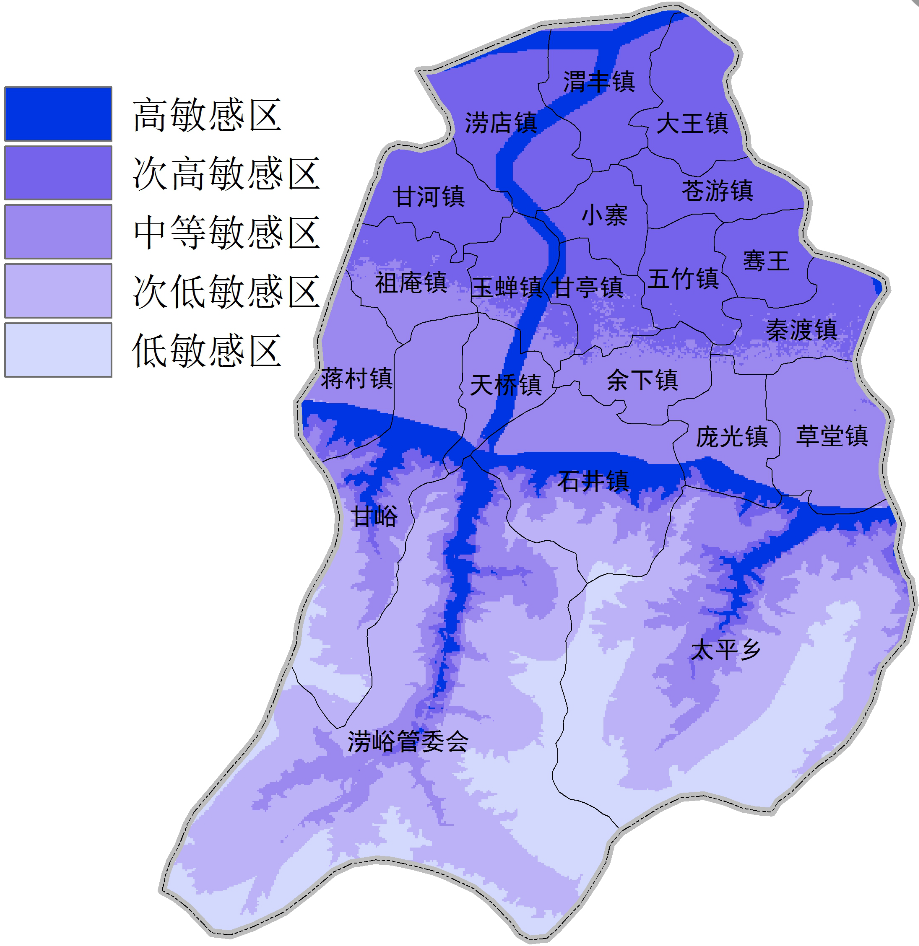 高敏感区
次高敏感区
中等敏感区
次低敏感区
低敏感区
渭丰镇
涝店镇
大王镇
甘河镇
苍游镇
小寨
骞王
祖庵镇
玉蝉镇
甘亭镇
五竹镇
秦渡镇
蒋村镇
天桥镇
余下镇
庞光镇
草堂镇
石井镇
甘峪
太平乡
涝峪管委会